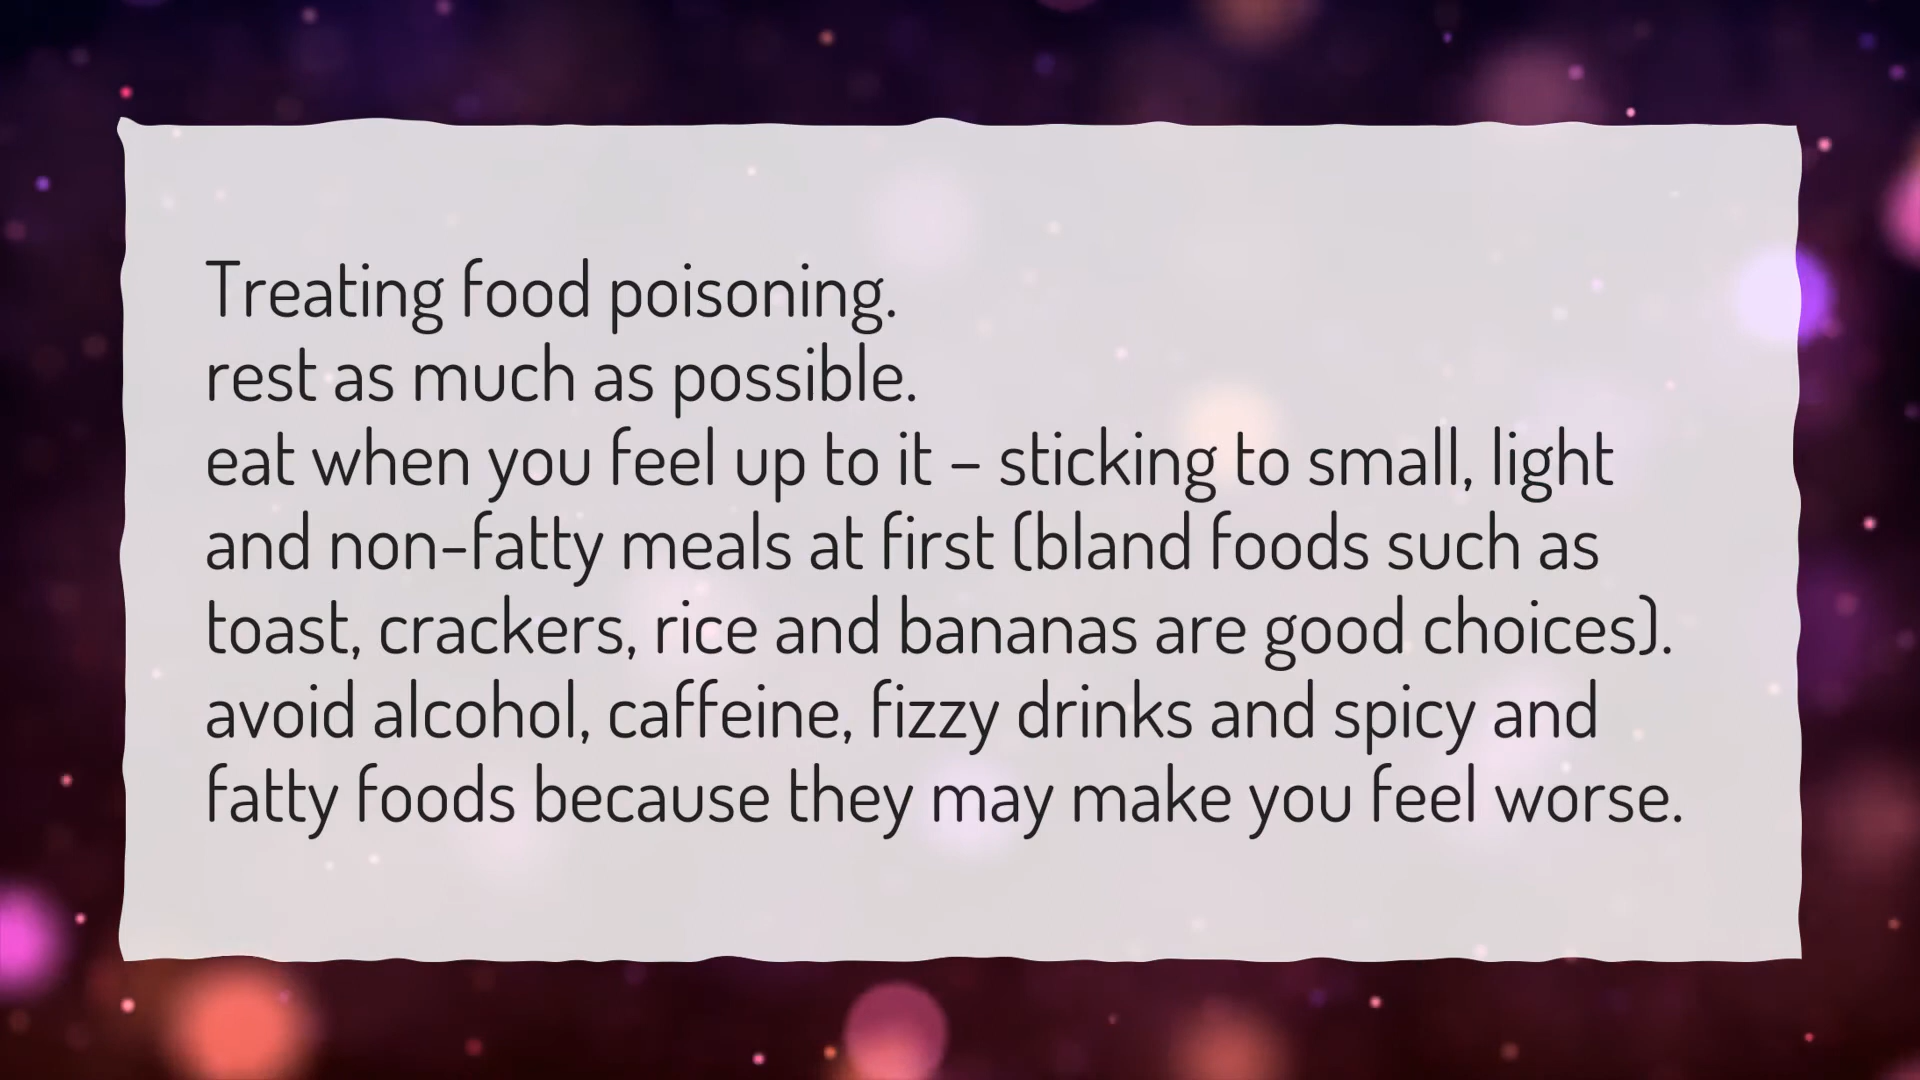 Treating food poisoning.
rest as much as possible.
eat when you feel up to it – sticking to small, light
and non-fatty meals at first (bland foods such as
toast, crackers, rice and bananas are good choices).
avoid alcohol, caffeine, fizzy drinks and spicy and
fatty foods because they may make you feel worse.